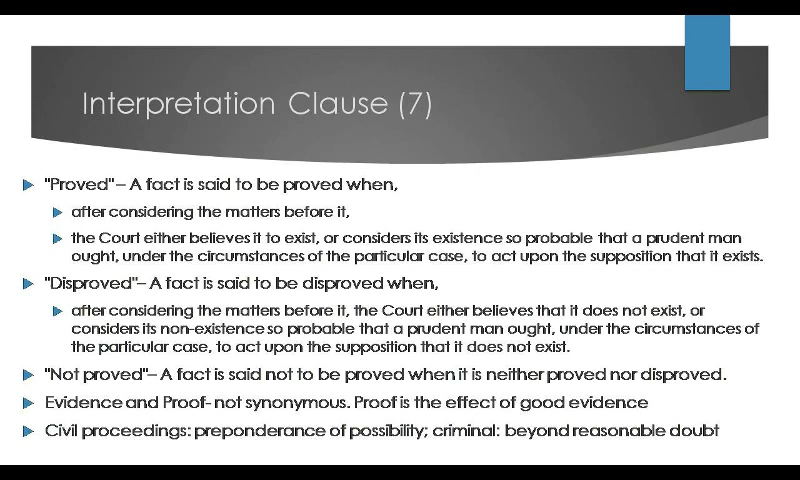 Interpretation Clause (7)
"Proved" – A fact is said to be proved when,
after considering the matters before it,
the Court either believes it to exist, or considers its existence so probable that a prudent man
ought, under the circumstances of the particular case, to act upon the supposition that it exists.
"Disproved"– A fact is said to be disproved when,
after considering the matters before it, the Court either believes that it does not exist, or
considers its non-existence so probable that a prudent man ought, under the circumstances of
the particular case, to act upon the supposition that it does not exist.
"Not proved"– A fact is said not to be proved when it is neither proved nor disproved.
Evidence and Proof- not synonymous. Proof is the effect of good evidence
Civil proceedings: preponderance of possibility; criminal: beyond reasonable doubt